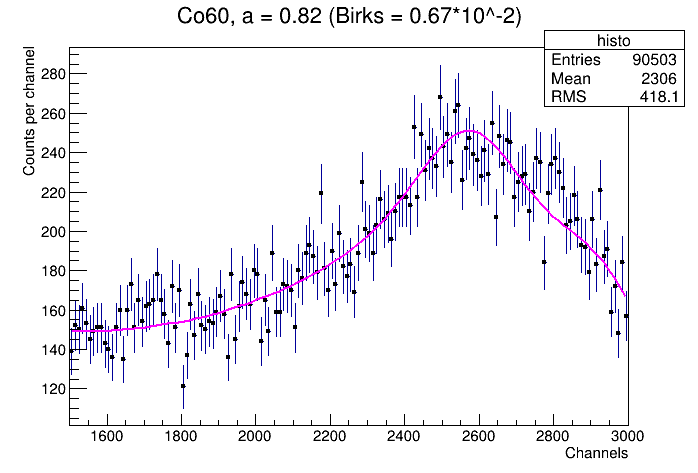 Co60, a = 0.82 (Birks = 0.67*10^-2)
histo
Entries 90503
Mean 2306
RMS 418.1
Counts per channel
280
260
240
220
200
180
160
140
120
1600 1800 2000 2200 2400 2600 2800 3000
Channels